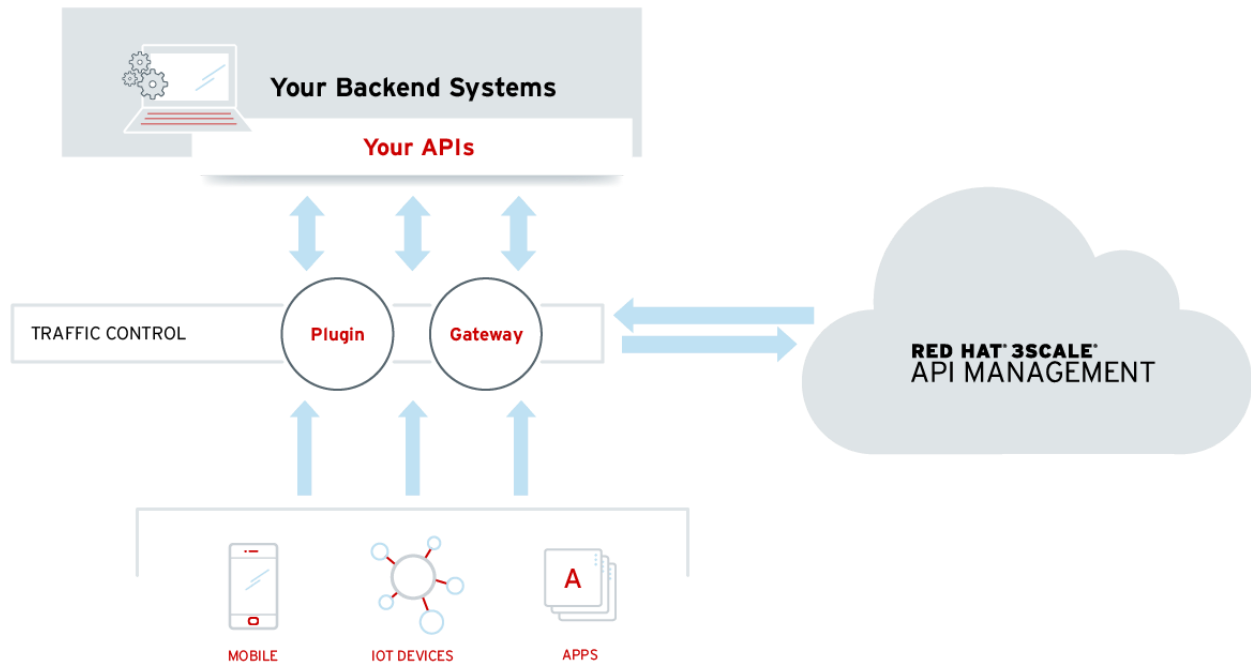 Your Backend Systems
Your APIs
TRAFFIC CONTROL
Plugin
Gateway
RED HAT® 3SCALE®
API MANAGEMENT
A
MOBILE
IOT DEVICES
APPS